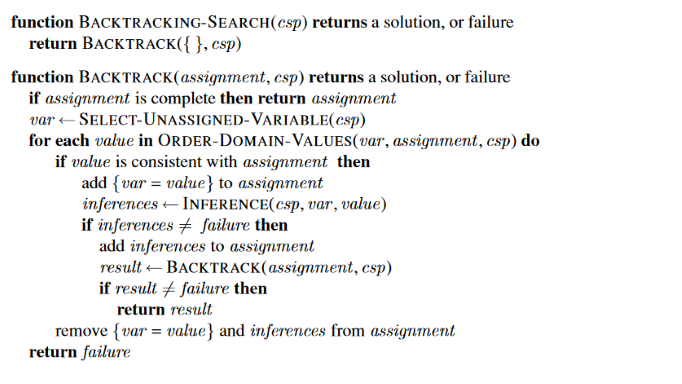 function BACKTRACKING-SEARCH(csp) returns a solution, or failure
return BACKTRACK({ }, csp)
function BACKTRACK(assignment, csp) returns a solution, or failure
if assignment is complete then return assignment
var ← SELECT-UNASSIGNED-VARIABLE(csp)
for each value in ORDER-DOMAIN-VALUES(var, assignment, csp) do
if value is consistent with assignment then
add {var = value} to assignment
inferences ← INFERENCE(csp, var, value)
if inferences ≠ failure then
add inferences to assignment
result ← BACKTRACK(assignment, csp)
if result ≠ failure then
return result
remove {var = value} and inferences from assignment
return failure